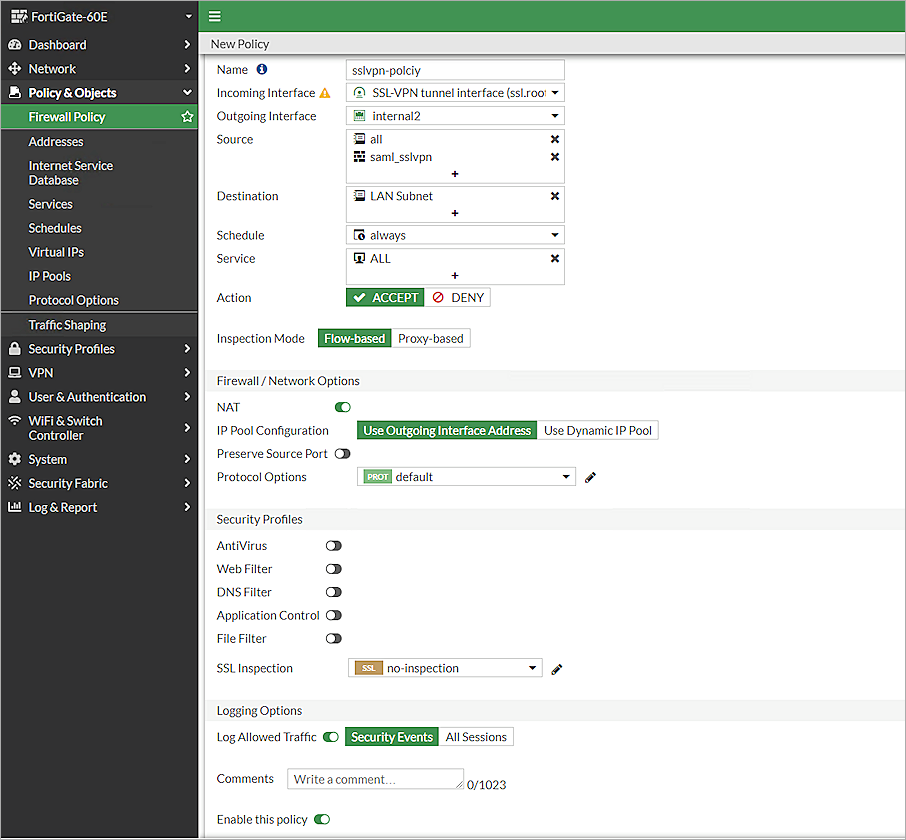 FortiGate-60E
Dashboard
Network
Policy & Objects
Firewall Policy
Addresses
Internet Service
Database
Services
Schedules
Virtual IPs
IP Pools
Protocol Options
Traffic Shaping
Security Profiles
VPN
User & Authentication
WiFi & Switch
Controller
System
Security Fabric
Log & Report
New Policy
Name sslvpn-polciy
Incoming Interface SSL-VPN tunnel interface (ssl.root
Outgoing Interface internal2
Source all
saml_sslvpn
+
Destination LAN Subnet
+
Schedule always
Service ALL
+
Action ACCEPT DENY
Inspection Mode Flow-based Proxy-based
Firewall / Network Options
NAT
IP Pool Configuration Use Outgoing Interface Address Use Dynamic IP Pool
Preserve Source Port
Protocol Options PROT default
Security Profiles
AntiVirus
Web Filter
DNS Filter
Application Control
File Filter
SSL Inspection SSL no-inspection
Logging Options
Log Allowed Traffic Security Events All Sessions
Comments Write a comment... 0/1023
Enable this policy